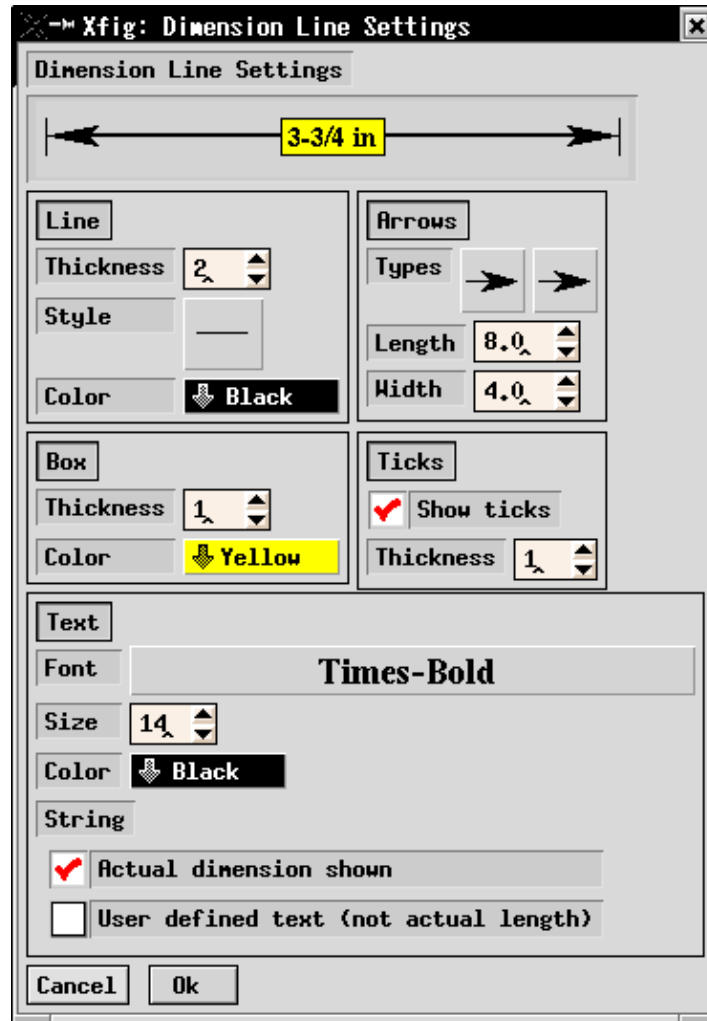 Xfig: Dimension Line Settings
Dimension Line Settings
3-3/4 in
Line
Thickness 2
Style
Color Black
Arrows
Types
Length 8.0
Width 4.0
Box
Thickness 1
Color Yellow
Ticks
Show ticks
Thickness 1
Text
Font Times-Bold
Size 14
Color Black
String
Actual dimension shown
User defined text (not actual length)
Cancel Ok